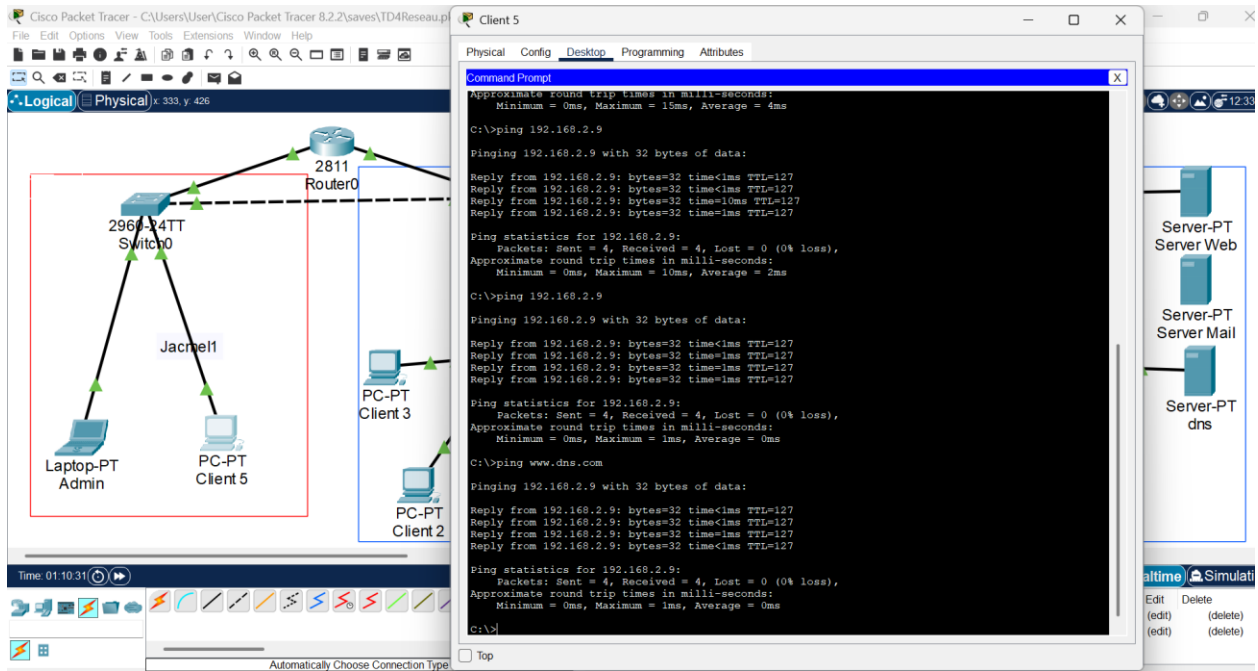 Cisco Packet Tracer - C:\Users\User\Cisco Packet Tracer 8.2.2\saves\TD4Reseau.pl
File Edit Options View Tools Extensions Window Help
Logical Physical x: 333, y: 426
2811
Router0
2960-24TT
Switch0
Jacmel1
Laptop-PT
Admin
PC-PT
Client 5
PC-PT
Client 3
PC-PT
Client 2
Time: 01:10:31
Automatically Choose Connection Type
Client 5
Physical Config Desktop Programming Attributes
Command Prompt
X
Approximate round trip times in milli-seconds:
Minimum = 0ms, Maximum = 15ms, Average = 4ms
C:\>ping 192.168.2.9
Pinging 192.168.2.9 with 32 bytes of data:
Reply from 192.168.2.9: bytes=32 time<1ms TTL=127
Reply from 192.168.2.9: bytes=32 time<1ms TTL=127
Reply from 192.168.2.9: bytes=32 time=10ms TTL=127
Reply from 192.168.2.9: bytes=32 time=1ms TTL=127
Ping statistics for 192.168.2.9:
Packets: Sent = 4, Received = 4, Lost = 0 (0% loss),
Approximate round trip times in milli-seconds:
Minimum = 0ms, Maximum = 10ms, Average = 2ms
C:\>ping 192.168.2.9
Pinging 192.168.2.9 with 32 bytes of data:
Reply from 192.168.2.9: bytes=32 time<1ms TTL=127
Reply from 192.168.2.9: bytes=32 time=1ms TTL=127
Reply from 192.168.2.9: bytes=32 time=1ms TTL=127
Reply from 192.168.2.9: bytes=32 time<1ms TTL=127
Ping statistics for 192.168.2.9:
Packets: Sent = 4, Received = 4, Lost = 0 (0% loss),
Approximate round trip times in milli-seconds:
Minimum = 0ms, Maximum = 1ms, Average = 0ms
C:\>ping www.dns.com
Pinging 192.168.2.9 with 32 bytes of data:
Reply from 192.168.2.9: bytes=32 time<1ms TTL=127
Reply from 192.168.2.9: bytes=32 time<1ms TTL=127
Reply from 192.168.2.9: bytes=32 time=1ms TTL=127
Reply from 192.168.2.9: bytes=32 time<1ms TTL=127
Ping statistics for 192.168.2.9:
Packets: Sent = 4, Received = 4, Lost = 0 (0% loss),
Approximate round trip times in milli-seconds:
Minimum = 0ms, Maximum = 1ms, Average = 0ms
C:\>
Top
12:33
Server-PT
Server Web
Server-PT
Server Mail
Server-PT
dns
altime Simulati
Edit Delete
(edit) (delete)
(edit) (delete)